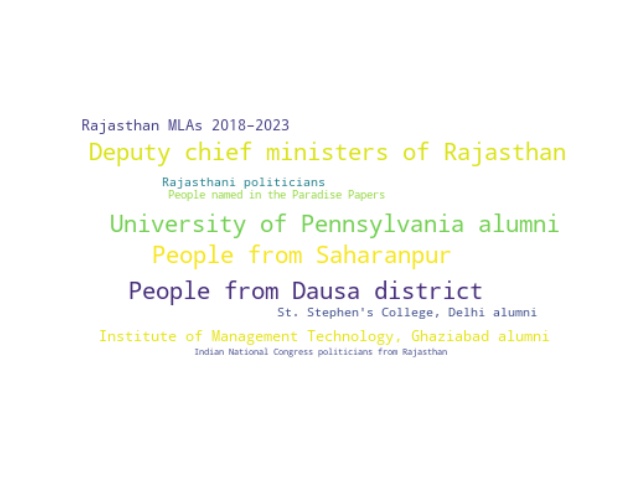 Rajasthan MLAs 2018–2023
Deputy chief ministers of Rajasthan
Rajasthani politicians
People named in the Paradise Papers
University of Pennsylvania alumni
People from Saharanpur
People from Dausa district
St. Stephen's College, Delhi alumni
Institute of Management Technology, Ghaziabad alumni
Indian National Congress politicians from Rajasthan